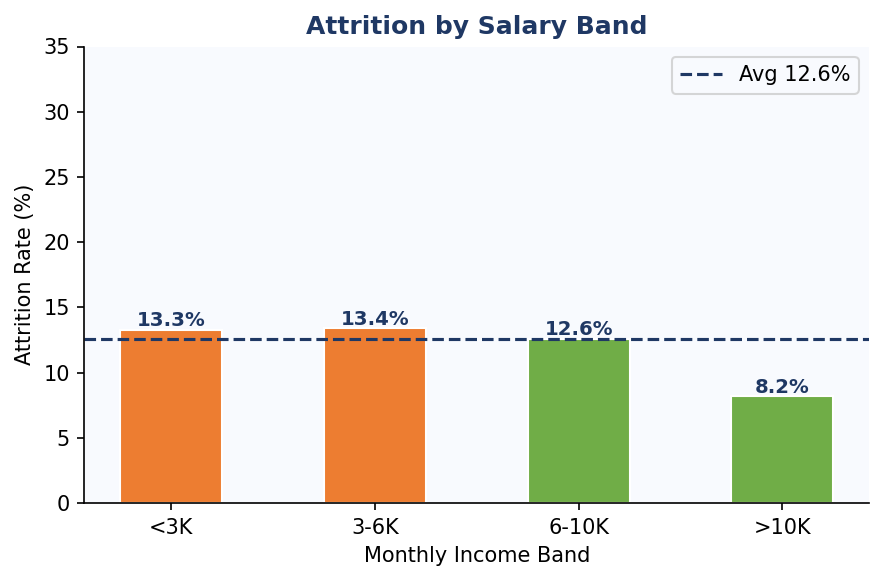 Attrition by Salary Band
Avg 12.6%
Attrition Rate (%)
35
30
25
20
15
10
5
0
13.3%
13.4%
12.6%
8.2%
<3K
3-6K
6-10K
>10K
Monthly Income Band